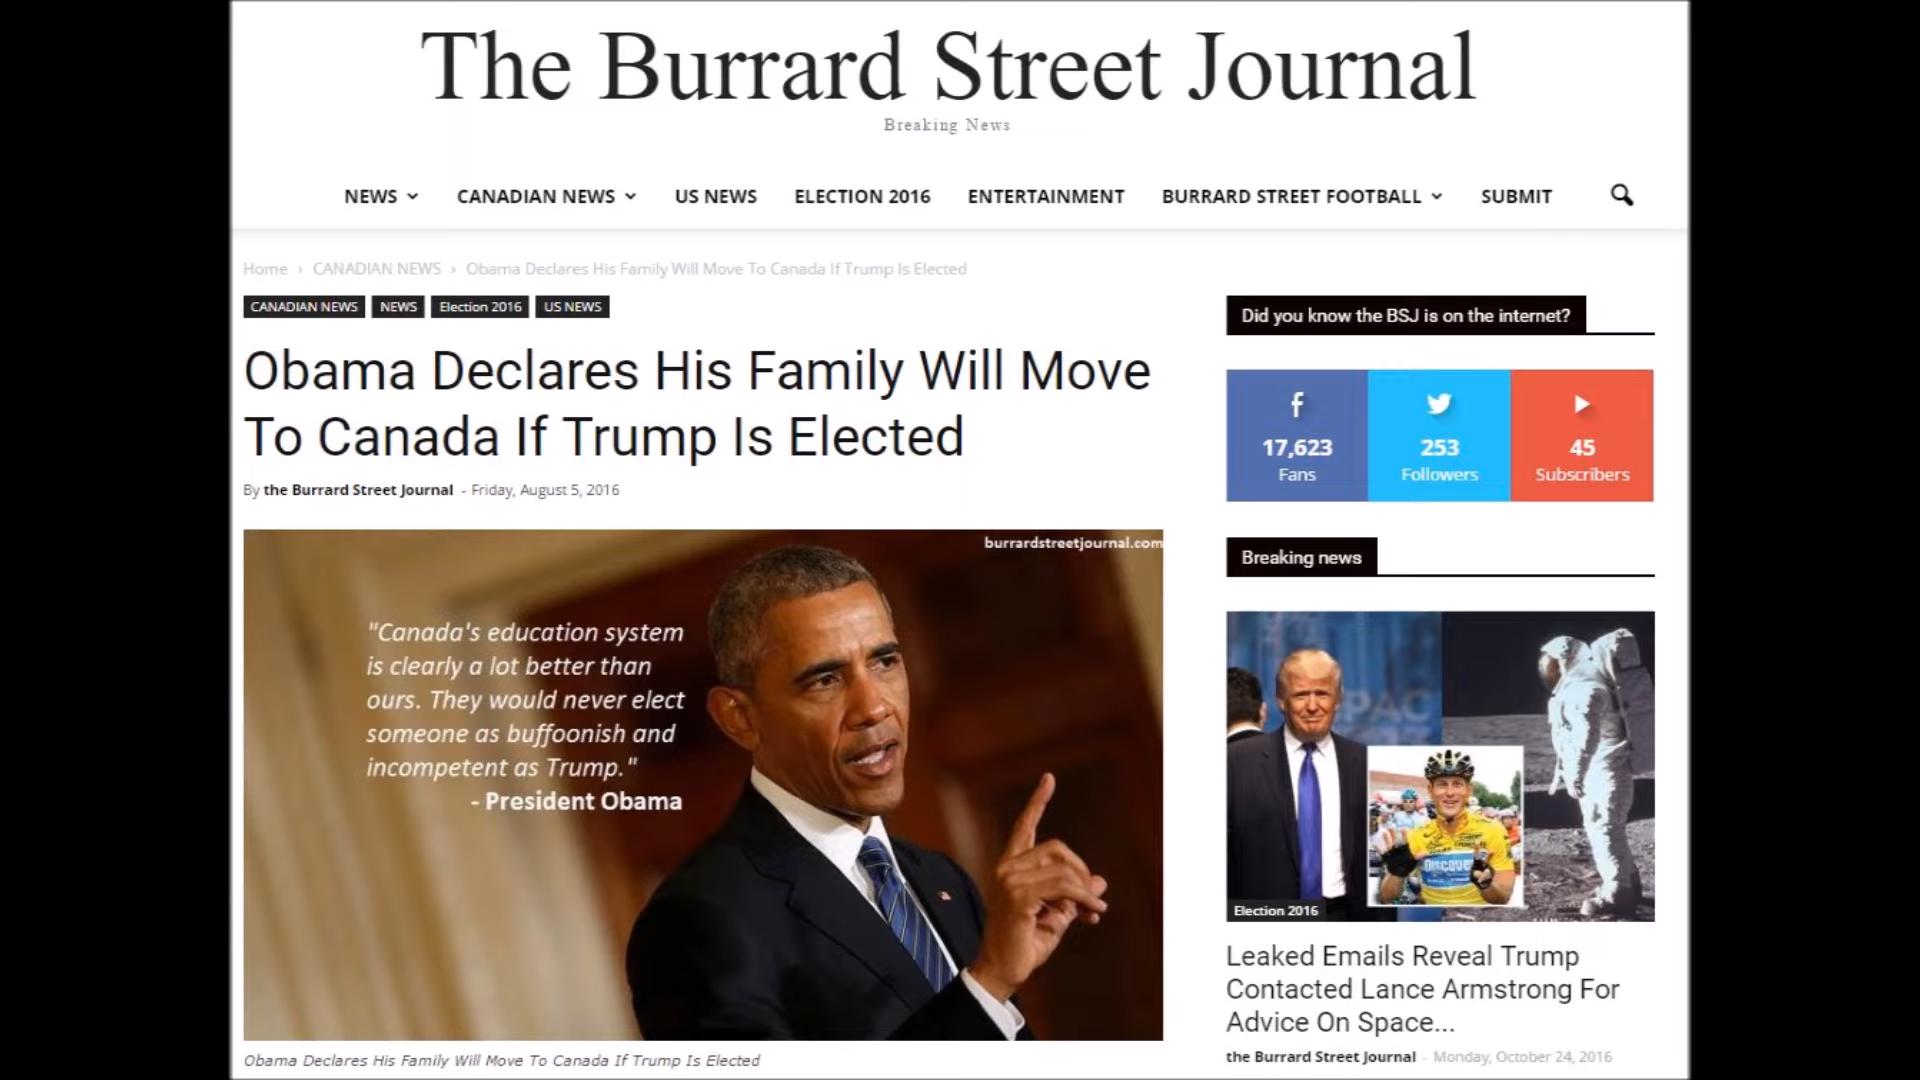 The Burrard Street Journal
Breaking News
NEWS CANADIAN NEWS US NEWS ELECTION 2016 ENTERTAINMENT BURRARD STREET FOOTBALL SUBMIT
Home › CANADIAN NEWS › Obama Declares His Family Will Move To Canada If Trump Is Elected
CANADIAN NEWS NEWS Election 2016 US NEWS
Obama Declares His Family Will Move
To Canada If Trump Is Elected
By the Burrard Street Journal - Friday, August 5, 2016
burrardstreetjournal.com
"Canada's education system
is clearly a lot better than
ours. They would never elect
someone as buffoonish and
incompetent as Trump."
- President Obama
Obama Declares His Family Will Move To Canada If Trump Is Elected
Did you know the BSJ is on the internet?
17,623 253 45
Fans Followers Subscribers
Breaking news
PAC
Discovery
Election 2016
Leaked Emails Reveal Trump
Contacted Lance Armstrong For
Advice On Space...
the Burrard Street Journal - Monday, October 24, 2016